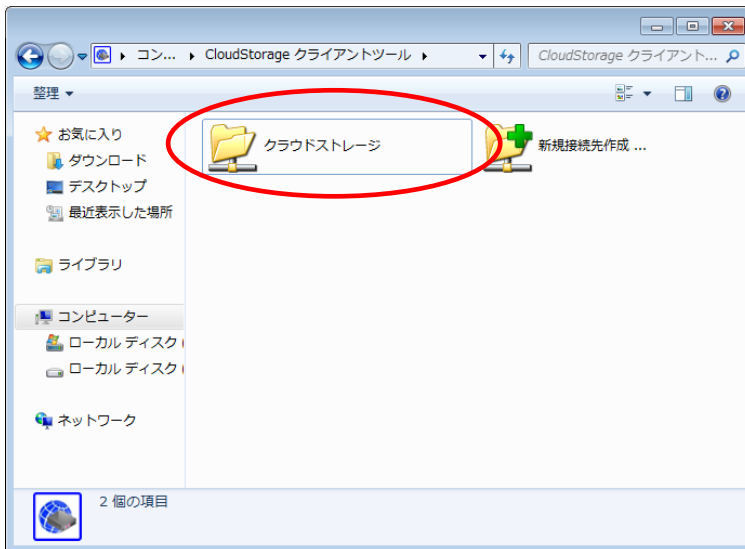 コン... CloudStorage クライアントツール CloudStorage クライアント...
整理
お気に入り
ダウンロード
デスクトップ
最近表示した場所
ライブラリ
コンピューター
ローカル ディスク (
ローカル ディスク (
ネットワーク
クラウドストレージ
新規接続先作成 ...
2 個の項目